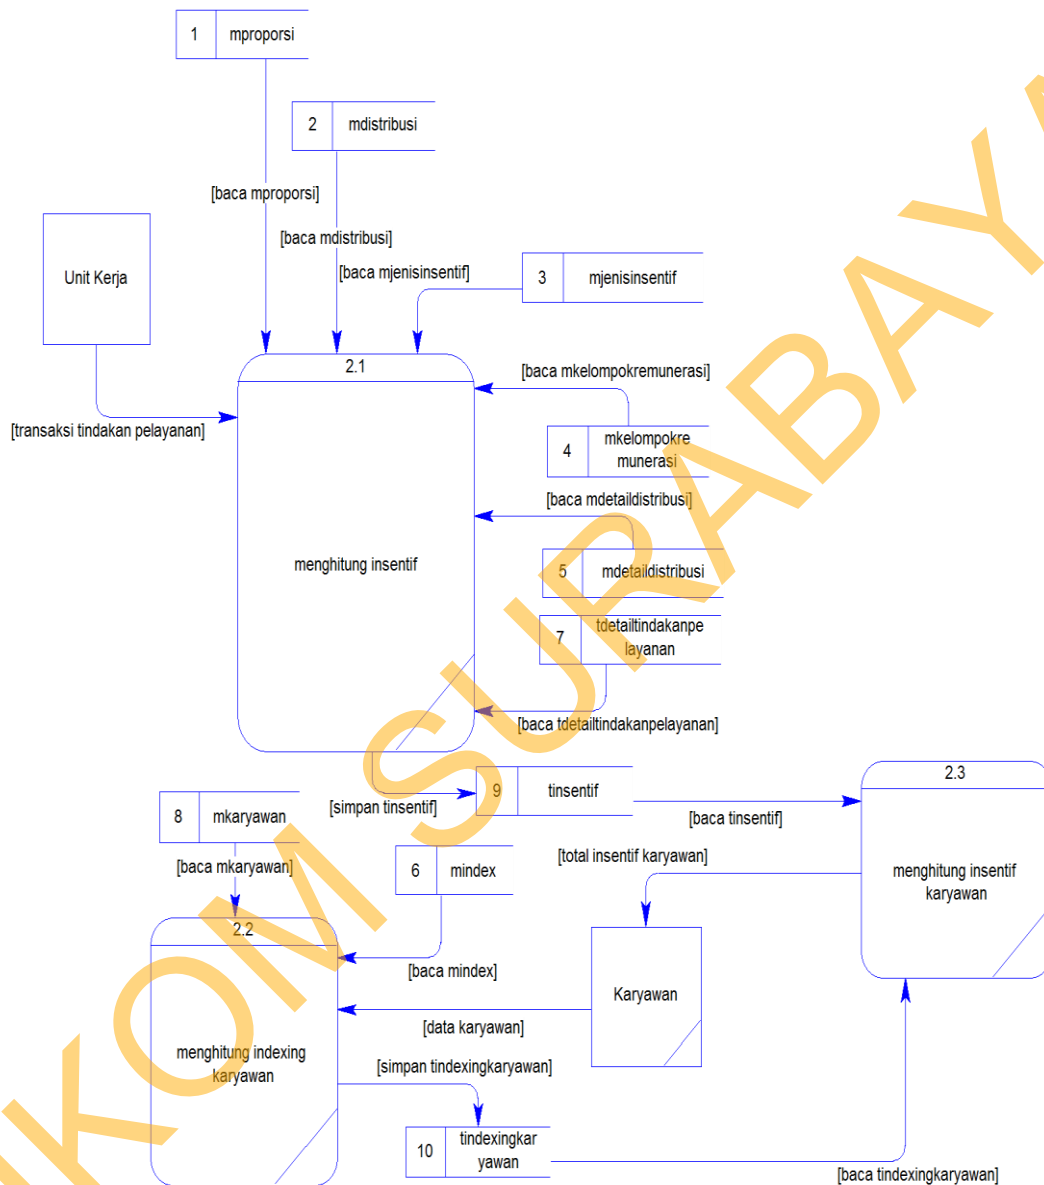 1 mproporsi
2 mdistribusi
[baca mproporsi]
[baca mdistribusi]
[baca mjenisinsentif]
3 mjenisinsentif
Unit Kerja
2.1
[baca mkelompokremunerasi]
[transaksi tindakan pelayanan]
4 mkelompokre
munerasi
[baca mdetaildistribusi]
menghitung insentif
5 mdetaildistribusi
7 tdetailtindakanpe
layanan
[baca tdetailtindakanpelayanan]
2.3
9 tinsentif
[simpan tinsentif]
8 mkaryawan
[baca tinsentif]
[total insentif karyawan]
[baca mkaryawan]
6 mindex
menghitung insentif
karyawan
2.2
[baca mindex]
Karyawan
[data karyawan]
menghitung indexing
karyawan
[simpan tindexingkaryawan]
10 tindexingkar
yawan
[baca tindexingkaryawan]
KOM SURABAYA